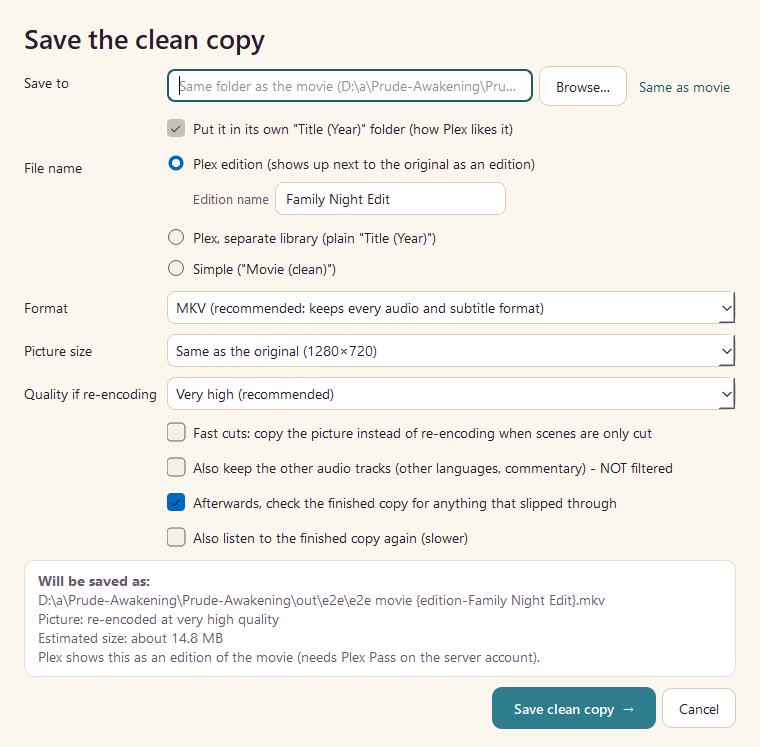 Save the clean copy
Save to
Same folder as the movie (D:\a\Prude-Awakening\Pru...
Browse...
Same as movie
Put it in its own "Title (Year)" folder (how Plex likes it)
File name
Plex edition (shows up next to the original as an edition)
Edition name
Family Night Edit
Plex, separate library (plain "Title (Year)")
Simple ("Movie (clean)")
Format
MKV (recommended: keeps every audio and subtitle format)
Picture size
Same as the original (1280×720)
Quality if re-encoding
Very high (recommended)
Fast cuts: copy the picture instead of re-encoding when scenes are only cut
Also keep the other audio tracks (other languages, commentary) - NOT filtered
Afterwards, check the finished copy for anything that slipped through
Also listen to the finished copy again (slower)
Will be saved as:
D:\a\Prude-Awakening\Prude-Awakening\out\e2e\e2e movie {edition-Family Night Edit}.mkv
Picture: re-encoded at very high quality
Estimated size: about 14.8 MB
Plex shows this as an edition of the movie (needs Plex Pass on the server account).
Save clean copy →
Cancel